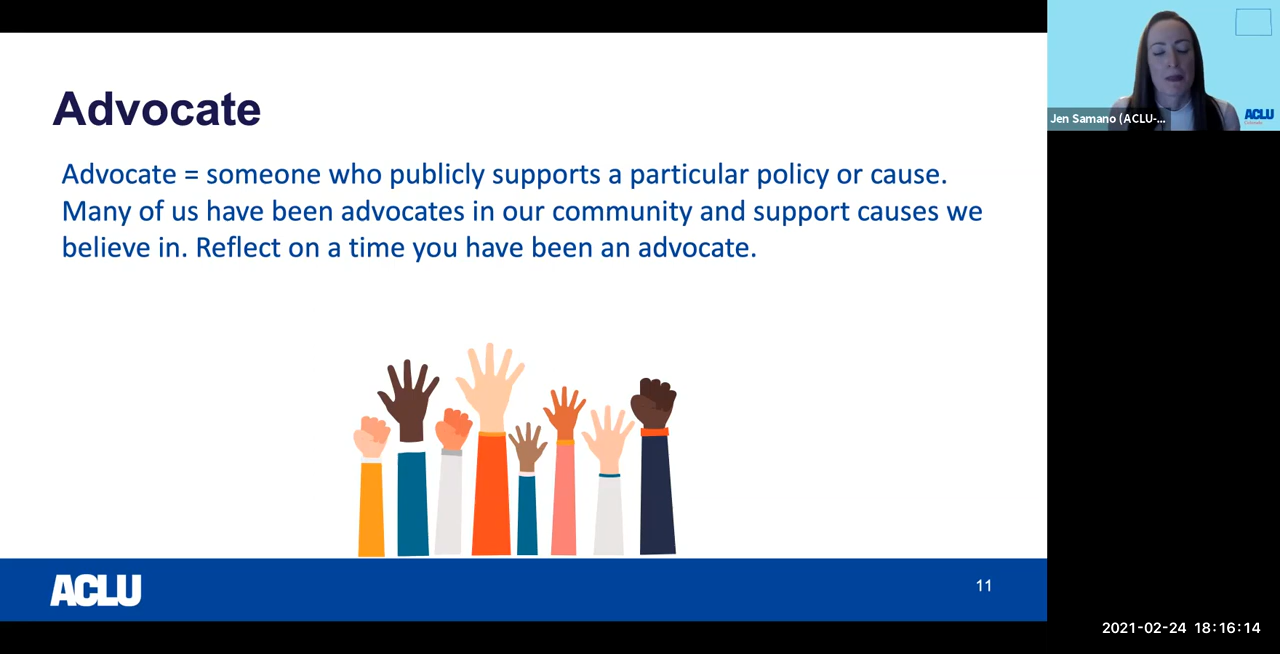 Advocate
Advocate = someone who publicly supports a particular policy or cause.
Many of us have been advocates in our community and support causes we
believe in. Reflect on a time you have been an advocate.
ACLU
11
Jen Samano (ACLU-...
ACLU
2021-02-24 18:16:14